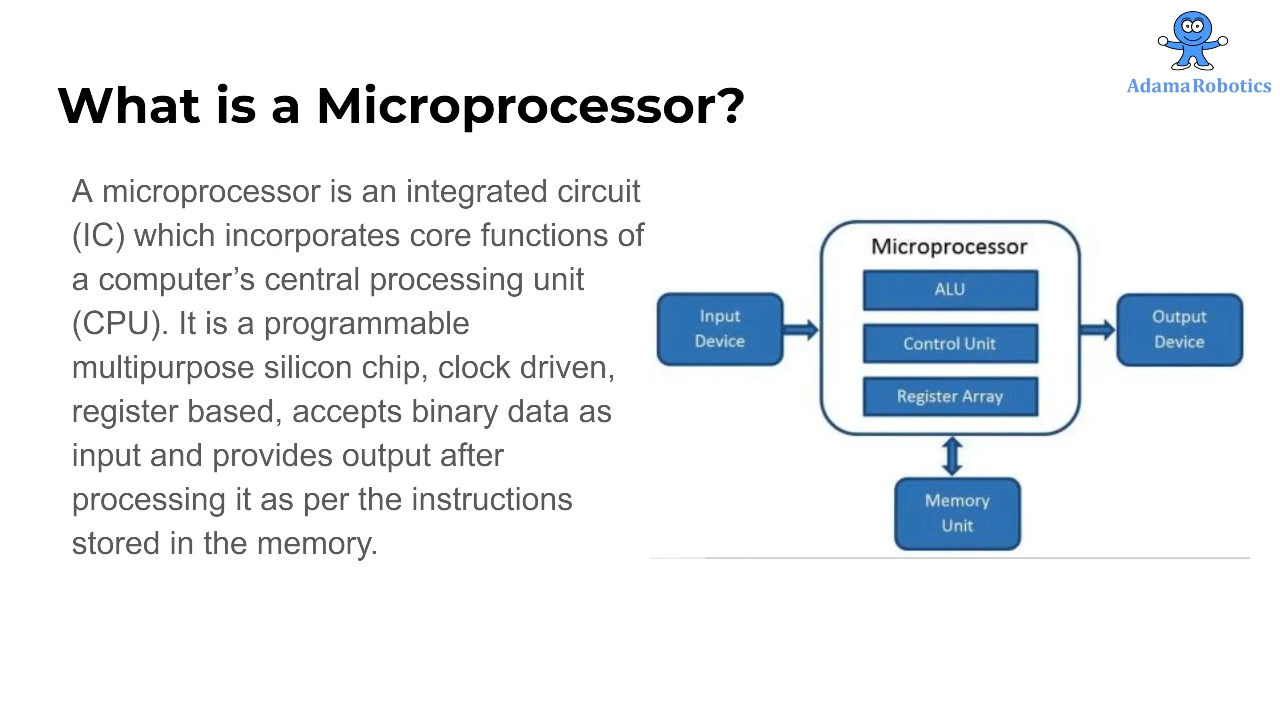 AdamaRobotics
What is a Microprocessor?
A microprocessor is an integrated circuit
(IC) which incorporates core functions of
a computer’s central processing unit
(CPU). It is a programmable
multipurpose silicon chip, clock driven,
register based, accepts binary data as
input and provides output after
processing it as per the instructions
stored in the memory.
Microprocessor
ALU
Control Unit
Register Array
Input
Device
Output
Device
Memory
Unit